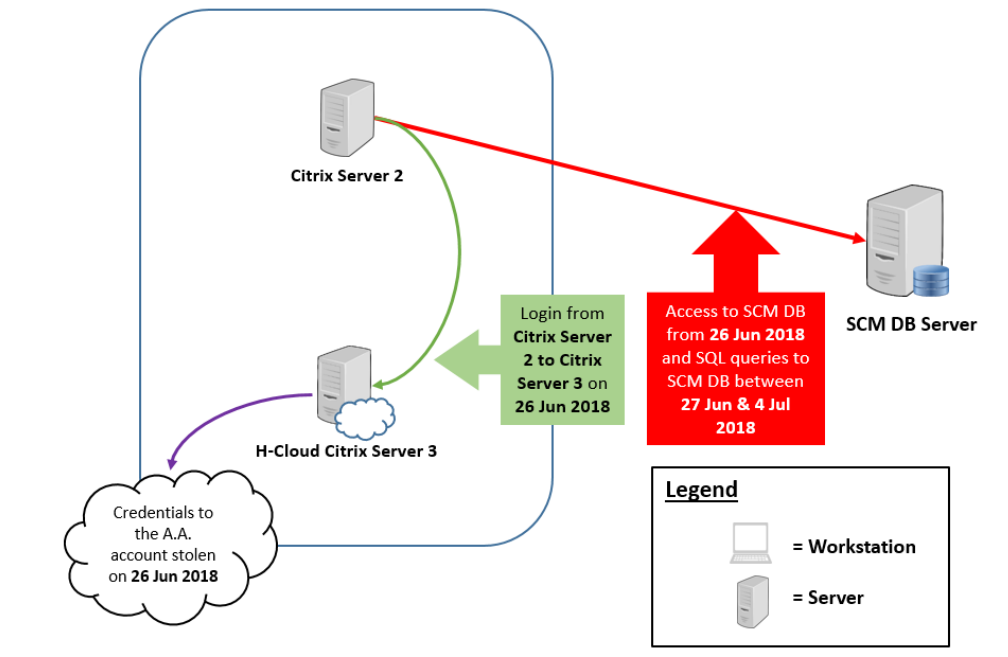 Citrix Server 2
SCM DB Server
Login from
Citrix Server
2 to Citrix
Server 3 on
26 Jun 2018
Access to SCM DB
from 26 Jun 2018
and SQL queries to
SCM DB between
27 Jun & 4 Jul
2018
H-Cloud Citrix Server 3
Credentials to
the A.A.
account stolen
on 26 Jun 2018
Legend
= Workstation
= Server